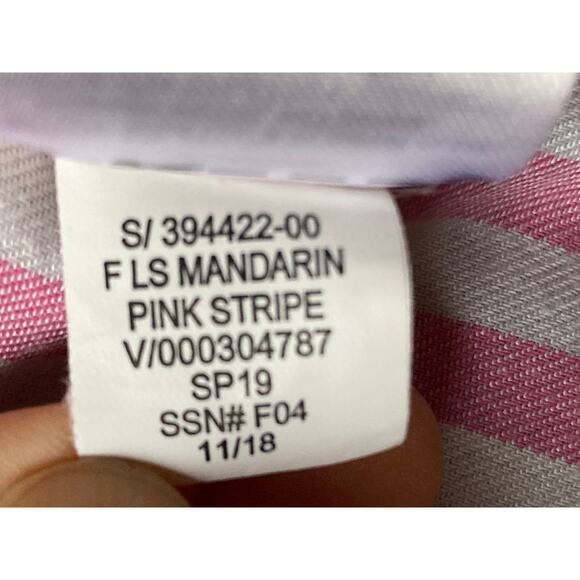 S/ 394422-00
F LS MANDARIN
PINK STRIPE
V/000304787
SP19
SSN# F04
11/18